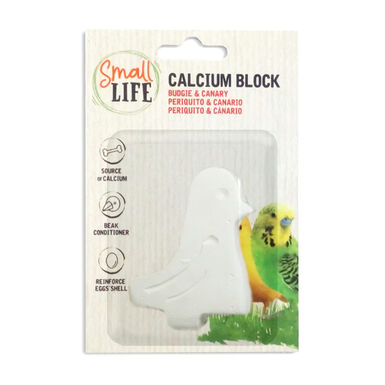 Small
LIFE
CALCIUM BLOCK
BUDGIE & CANARY
PERIQUITO & CANARIO
PERIQUITO & CANÁRIO
SOURCE
OF CALCIUM
BEAK
CONDITIONER
REINFORCE
EGGS SHELL